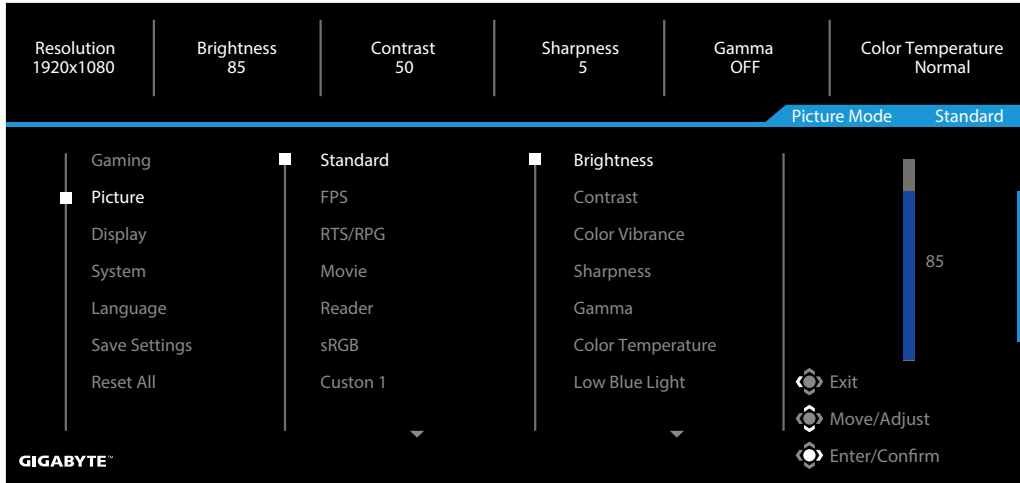 Resolution
1920x1080
Brightness
85
Contrast
50
Sharpness
5
Gamma
OFF
Color Temperature
Normal
Picture Mode Standard
Gaming
Picture
Display
System
Language
Save Settings
Reset All
Standard
FPS
RTS/RPG
Movie
Reader
sRGB
Custon 1
Brightness
Contrast
Color Vibrance
Sharpness
Gamma
Color Temperature
Low Blue Light
85
Exit
Move/Adjust
Enter/Confirm
GIGABYTE™